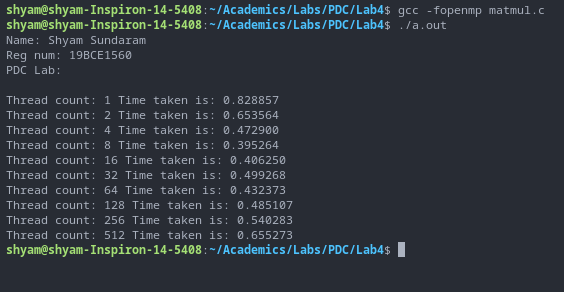 shyam@shyam-Inspiron-14-5408:~/Academics/Labs/PDC/Lab4$ gcc -fopenmp matmul.c
shyam@shyam-Inspiron-14-5408:~/Academics/Labs/PDC/Lab4$ ./a.out
Name: Shyam Sundaram
Reg num: 19BCE1560
PDC Lab:
Thread count: 1 Time taken is: 0.828857
Thread count: 2 Time taken is: 0.653564
Thread count: 4 Time taken is: 0.472900
Thread count: 8 Time taken is: 0.395264
Thread count: 16 Time taken is: 0.406250
Thread count: 32 Time taken is: 0.499268
Thread count: 64 Time taken is: 0.432373
Thread count: 128 Time taken is: 0.485107
Thread count: 256 Time taken is: 0.540283
Thread count: 512 Time taken is: 0.655273
shyam@shyam-Inspiron-14-5408:~/Academics/Labs/PDC/Lab4$